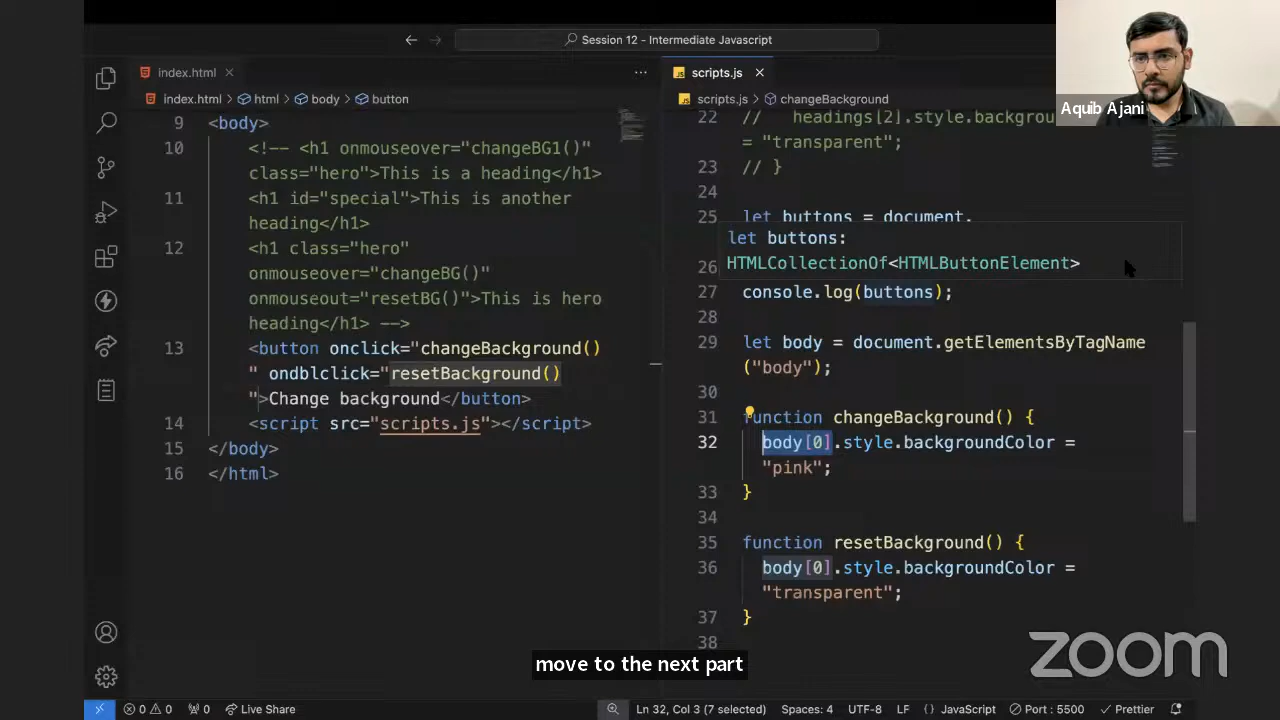 Session 12 - Intermediate Javascript
Aquib Ajani
index.html
index.html > html > body > button
9 <body>
10 <!-- <h1 onmouseover="changeBG1()"
class="hero">This is a heading</h1>
11 <h1 id="special">This is another
heading</h1>
12 <h1 class="hero"
onmouseover="changeBG()"
onmouseout="resetBG()">This is hero
heading</h1> -->
13 <button onclick="changeBackground()
" ondblclick="resetBackground()
">Change background</button>
14 <script src="scripts.js"></script>
15 </body>
16 </html>
JS scripts.js
JS scripts.js > changeBackground
22 // headings[2].style.backgrou
= "transparent";
23 // }
24
25 let buttons = document.
let buttons:
HTMLCollectionOf<HTMLButtonElement>
26
27 console.log(buttons);
28
29 let body = document.getElementsByTagName
("body");
30
31 function changeBackground() {
32 body[0].style.backgroundColor =
"pink";
33 }
34
35 function resetBackground() {
36 body[0].style.backgroundColor =
"transparent";
37 }
38
move to the next part
zoom
0 0 0 Live Share Ln 32, Col 3 (7 selected) Spaces: 4 UTF-8 LF {} JavaScript Port : 5500 Prettier